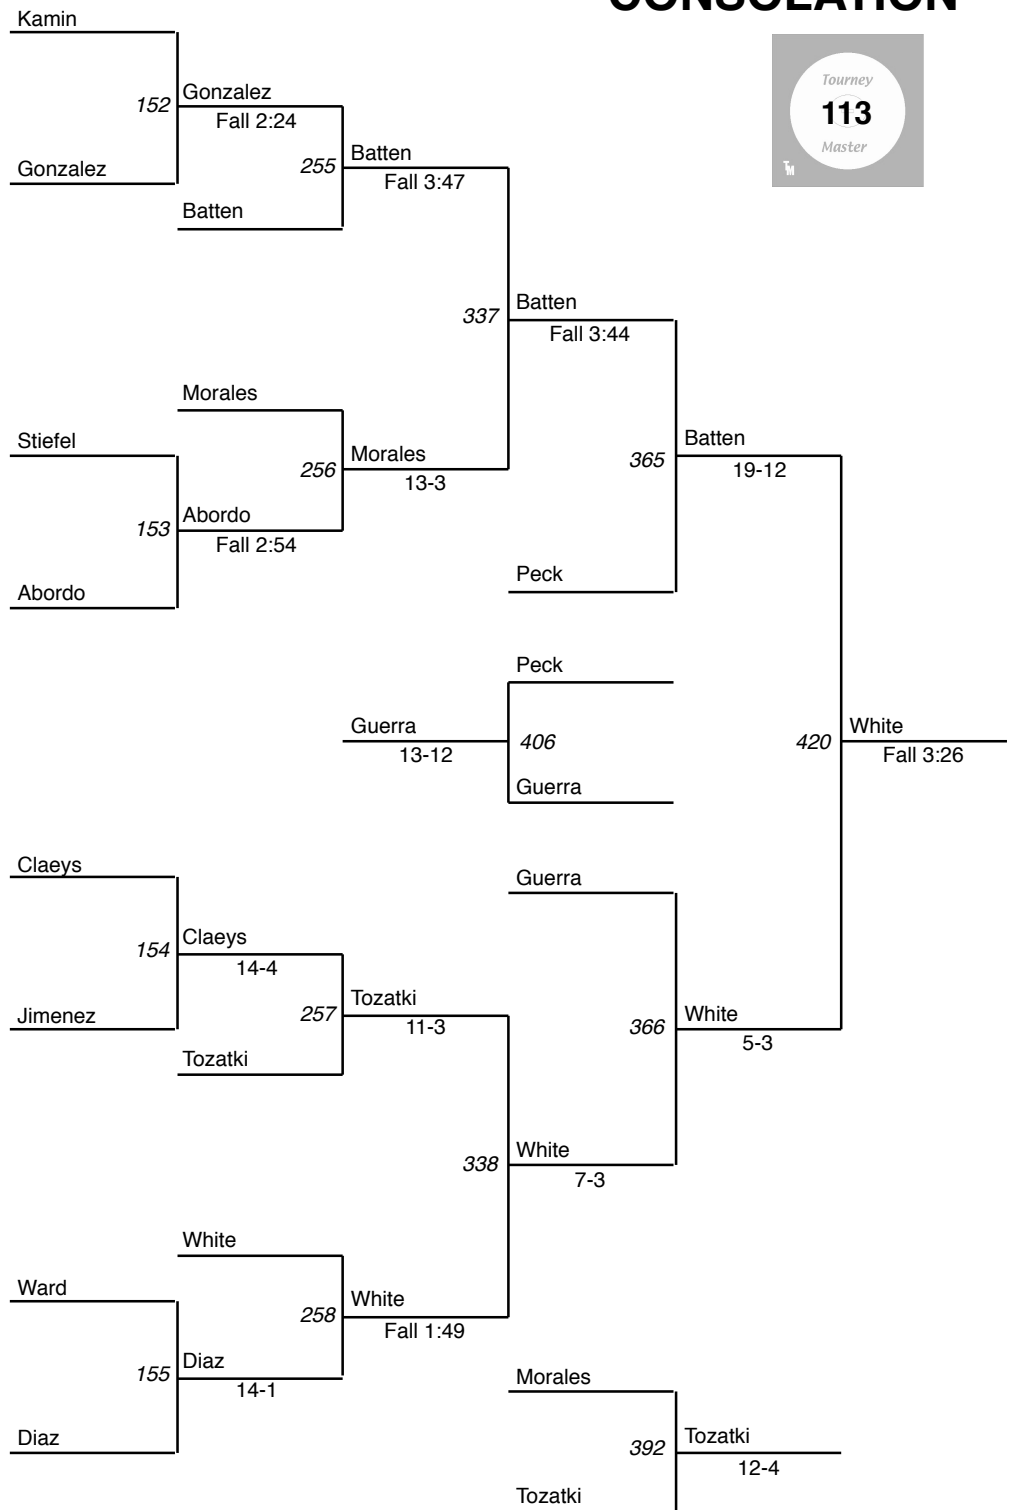 CONSOLATION
Kamin
Tourney
113
Master
TM
152
Gonzalez
Fall 2:24
Gonzalez
255
Batten
Fall 3:47
Batten
337
Batten
Fall 3:44
Morales
Stiefel
256
Morales
13-3
365
Batten
19-12
153
Abordo
Fall 2:54
Abordo
Peck
Peck
Guerra
13-12
406
420
White
Fall 3:26
Guerra
Claeys
Guerra
154
Claeys
14-4
Jimenez
257
Tozatki
11-3
366
White
5-3
Tozatki
338
White
7-3
White
Ward
258
White
Fall 1:49
155
Diaz
14-1
Morales
Diaz
392
Tozatki
12-4
Tozatki